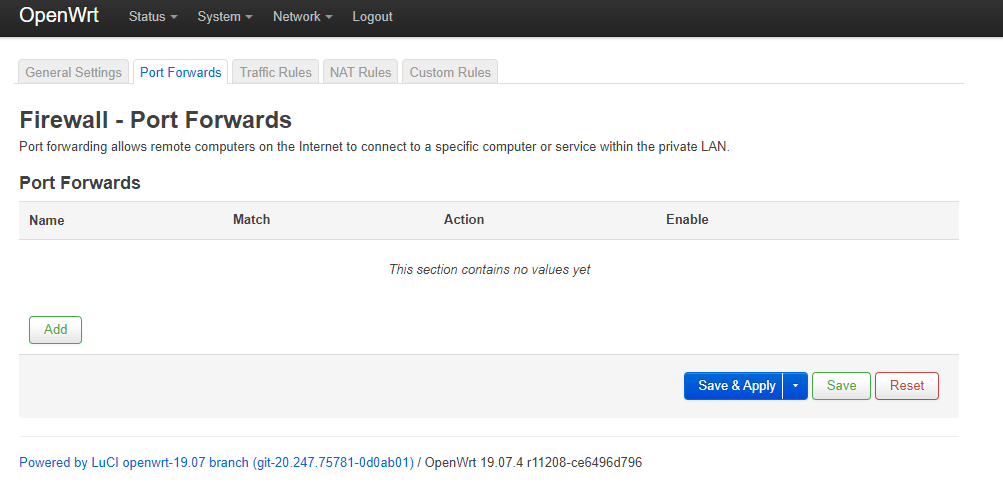 OpenWrt Status System Network Logout
General Settings Port Forwards Traffic Rules NAT Rules Custom Rules
Firewall - Port Forwards
Port forwarding allows remote computers on the Internet to connect to a specific computer or service within the private LAN.
Port Forwards
Name Match Action Enable
This section contains no values yet
Add
Save & Apply Save Reset
Powered by LuCI openwrt-19.07 branch (git-20.247.75781-0d0ab01) / OpenWrt 19.07.4 r11208-ce6496d796